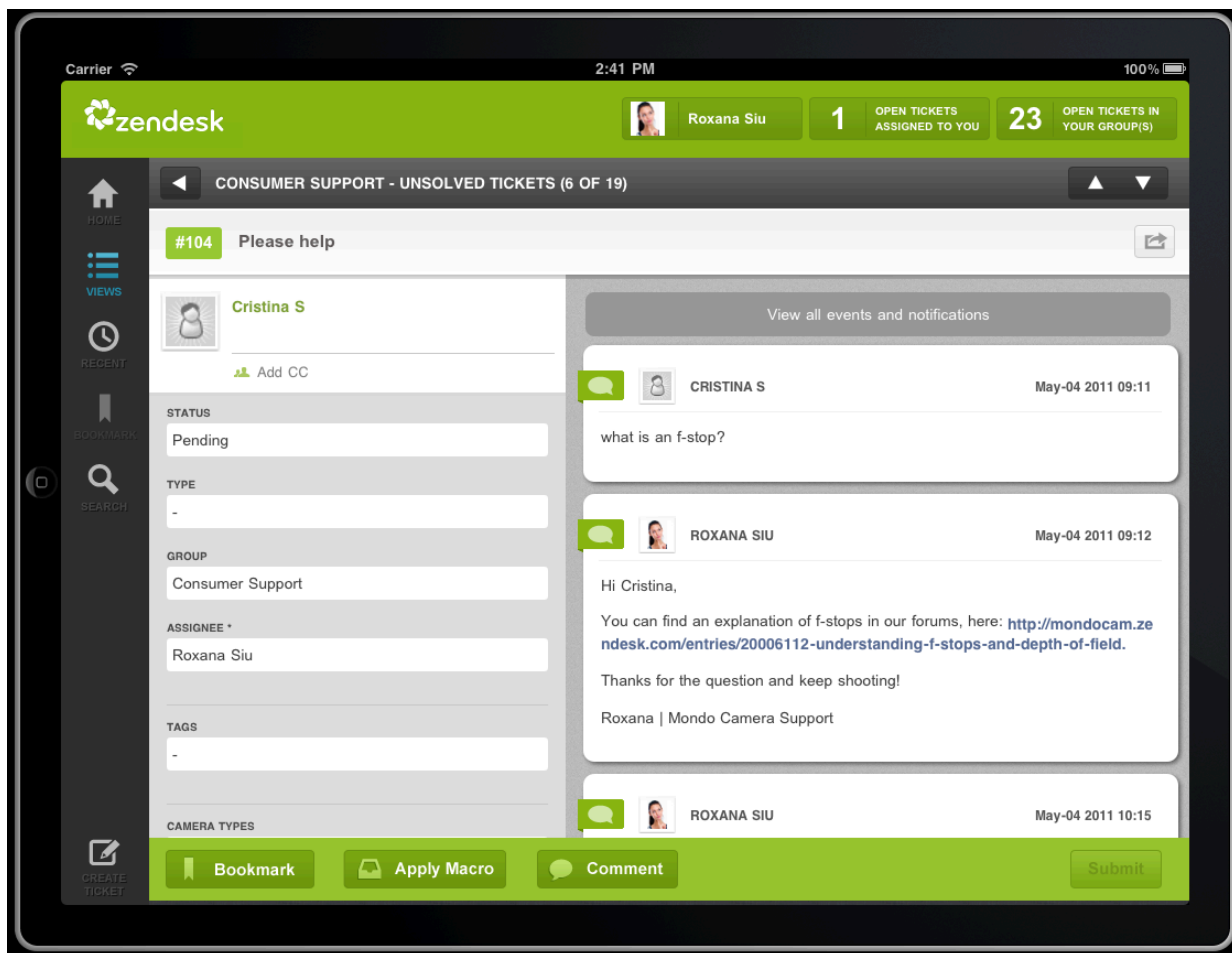 Carrier 2:41 PM 100%
zendesk
Roxana Siu
1 OPEN TICKETS
ASSIGNED TO YOU
23 OPEN TICKETS IN
YOUR GROUP(S)
HOME
VIEWS
RECENT
BOOKMARK
SEARCH
CREATE
TICKET
CONSUMER SUPPORT - UNSOLVED TICKETS (6 OF 19)
#104 Please help
Cristina S
Add CC
STATUS
Pending
TYPE
-
GROUP
Consumer Support
ASSIGNEE *
Roxana Siu
TAGS
-
CAMERA TYPES
View all events and notifications
CRISTINA S May-04 2011 09:11
what is an f-stop?
ROXANA SIU May-04 2011 09:12
Hi Cristina,
You can find an explanation of f-stops in our forums, here: http://mondocam.ze
ndesk.com/entries/20006112-understanding-f-stops-and-depth-of-field.
Thanks for the question and keep shooting!
Roxana | Mondo Camera Support
ROXANA SIU May-04 2011 10:15
Bookmark Apply Macro Comment Submit